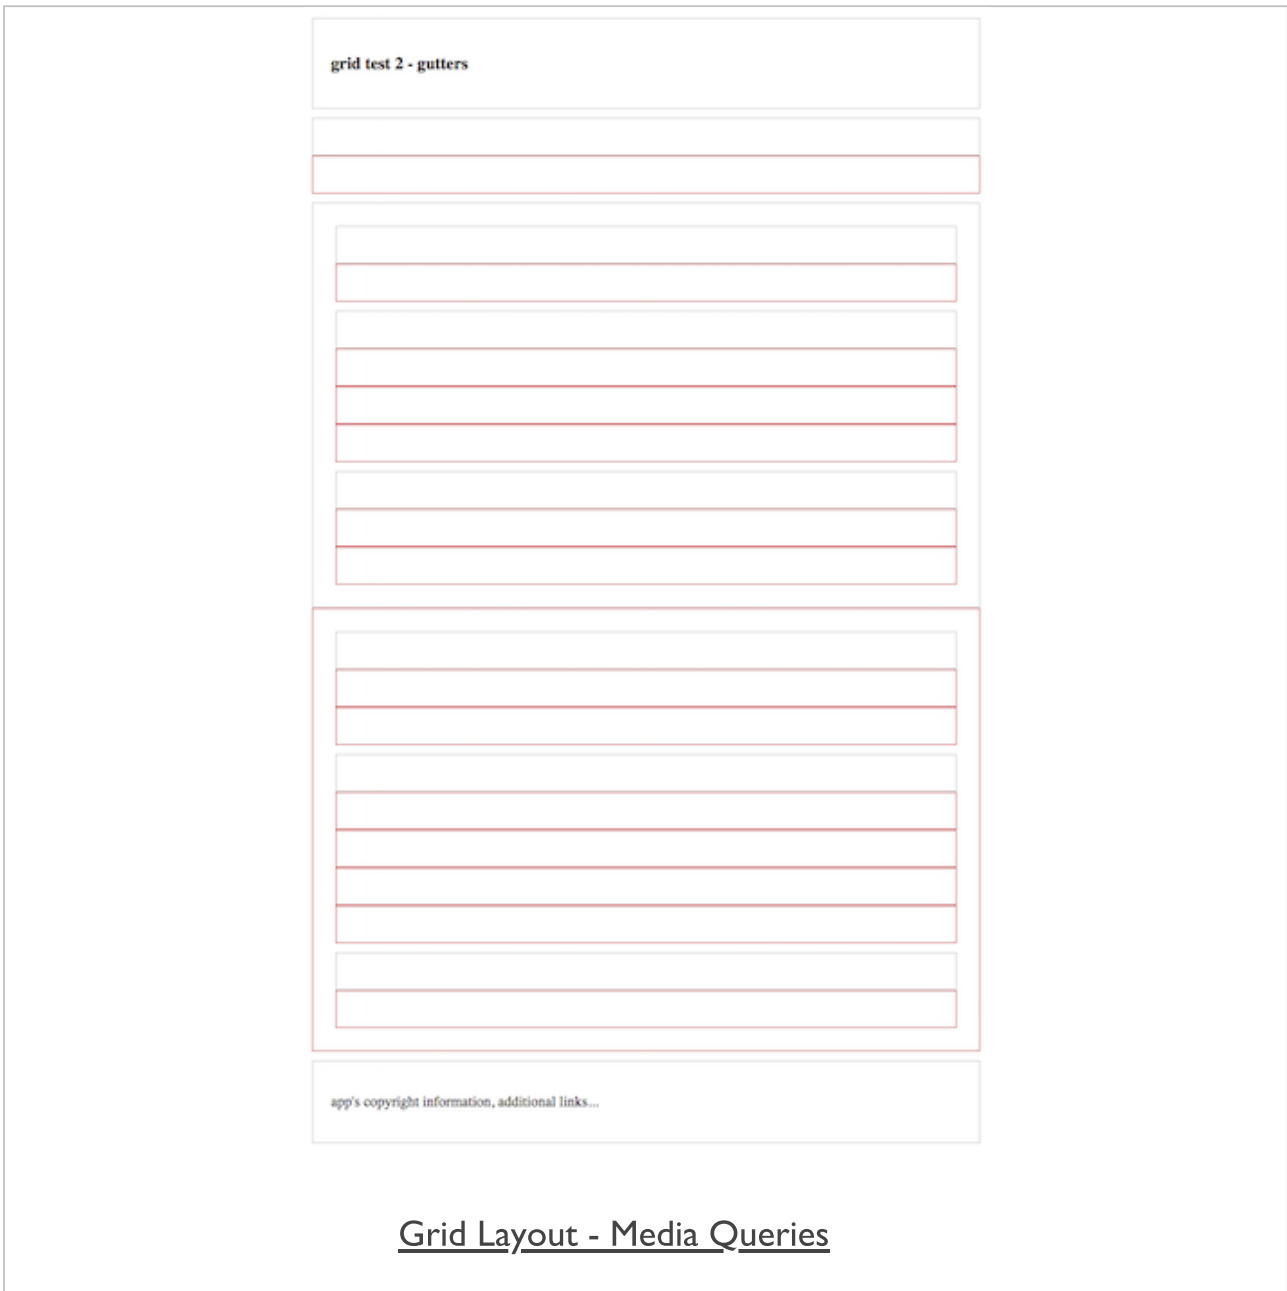 grid test 2 - gutters
app's copyright information, additional links...
Grid Layout - Media Queries